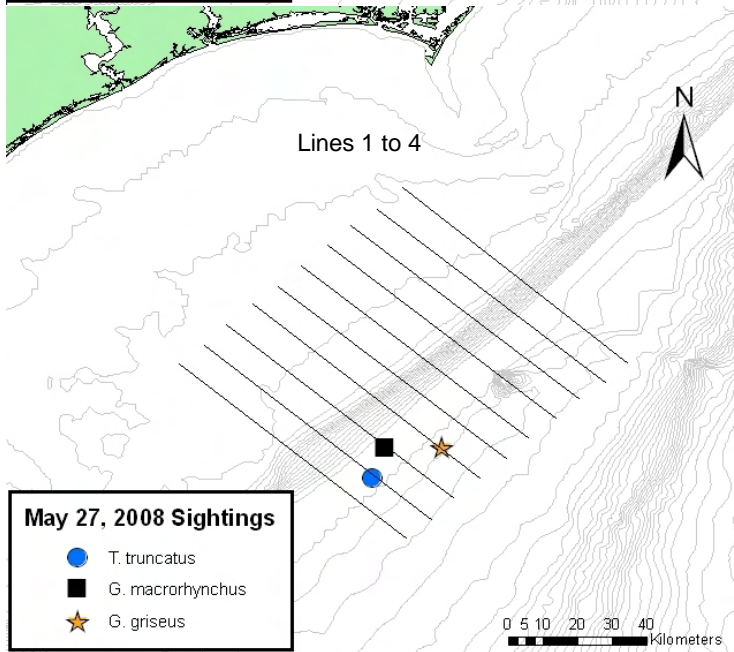 Lines 1 to 4
N
May 27, 2008 Sightings
T. truncatus
G. macrorhynchus
G. griseus
0 5 10 20 30 40
Kilometers